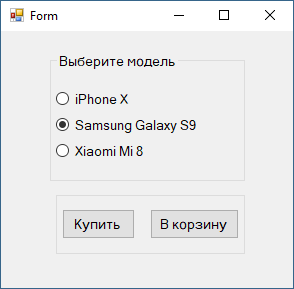 Form
Выберите модель
iPhone X
Samsung Galaxy S9
Xiaomi Mi 8
Купить В корзину